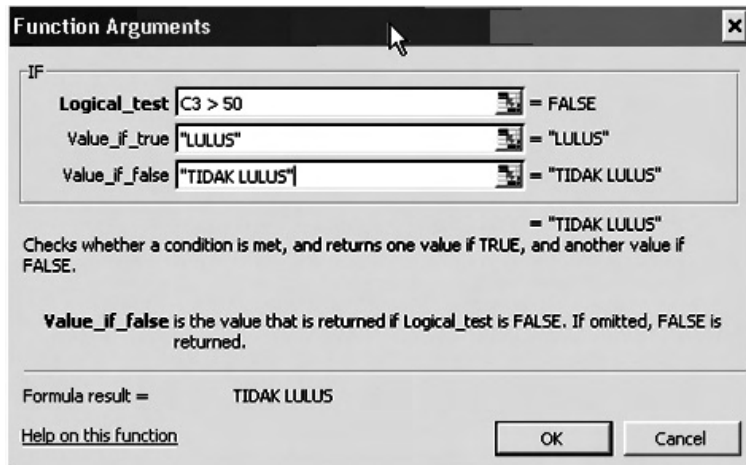 Function Arguments
IF
Logical_test C3 > 50 = FALSE
Value_if_true "LULUS" = "LULUS"
Value_if_false "TIDAK LULUS" = "TIDAK LULUS"
= "TIDAK LULUS"
Checks whether a condition is met, and returns one value if TRUE, and another value if
FALSE.
Value_if_false is the value that is returned if Logical_test is FALSE. If omitted, FALSE is
returned.
Formula result = TIDAK LULUS
Help on this function OK Cancel